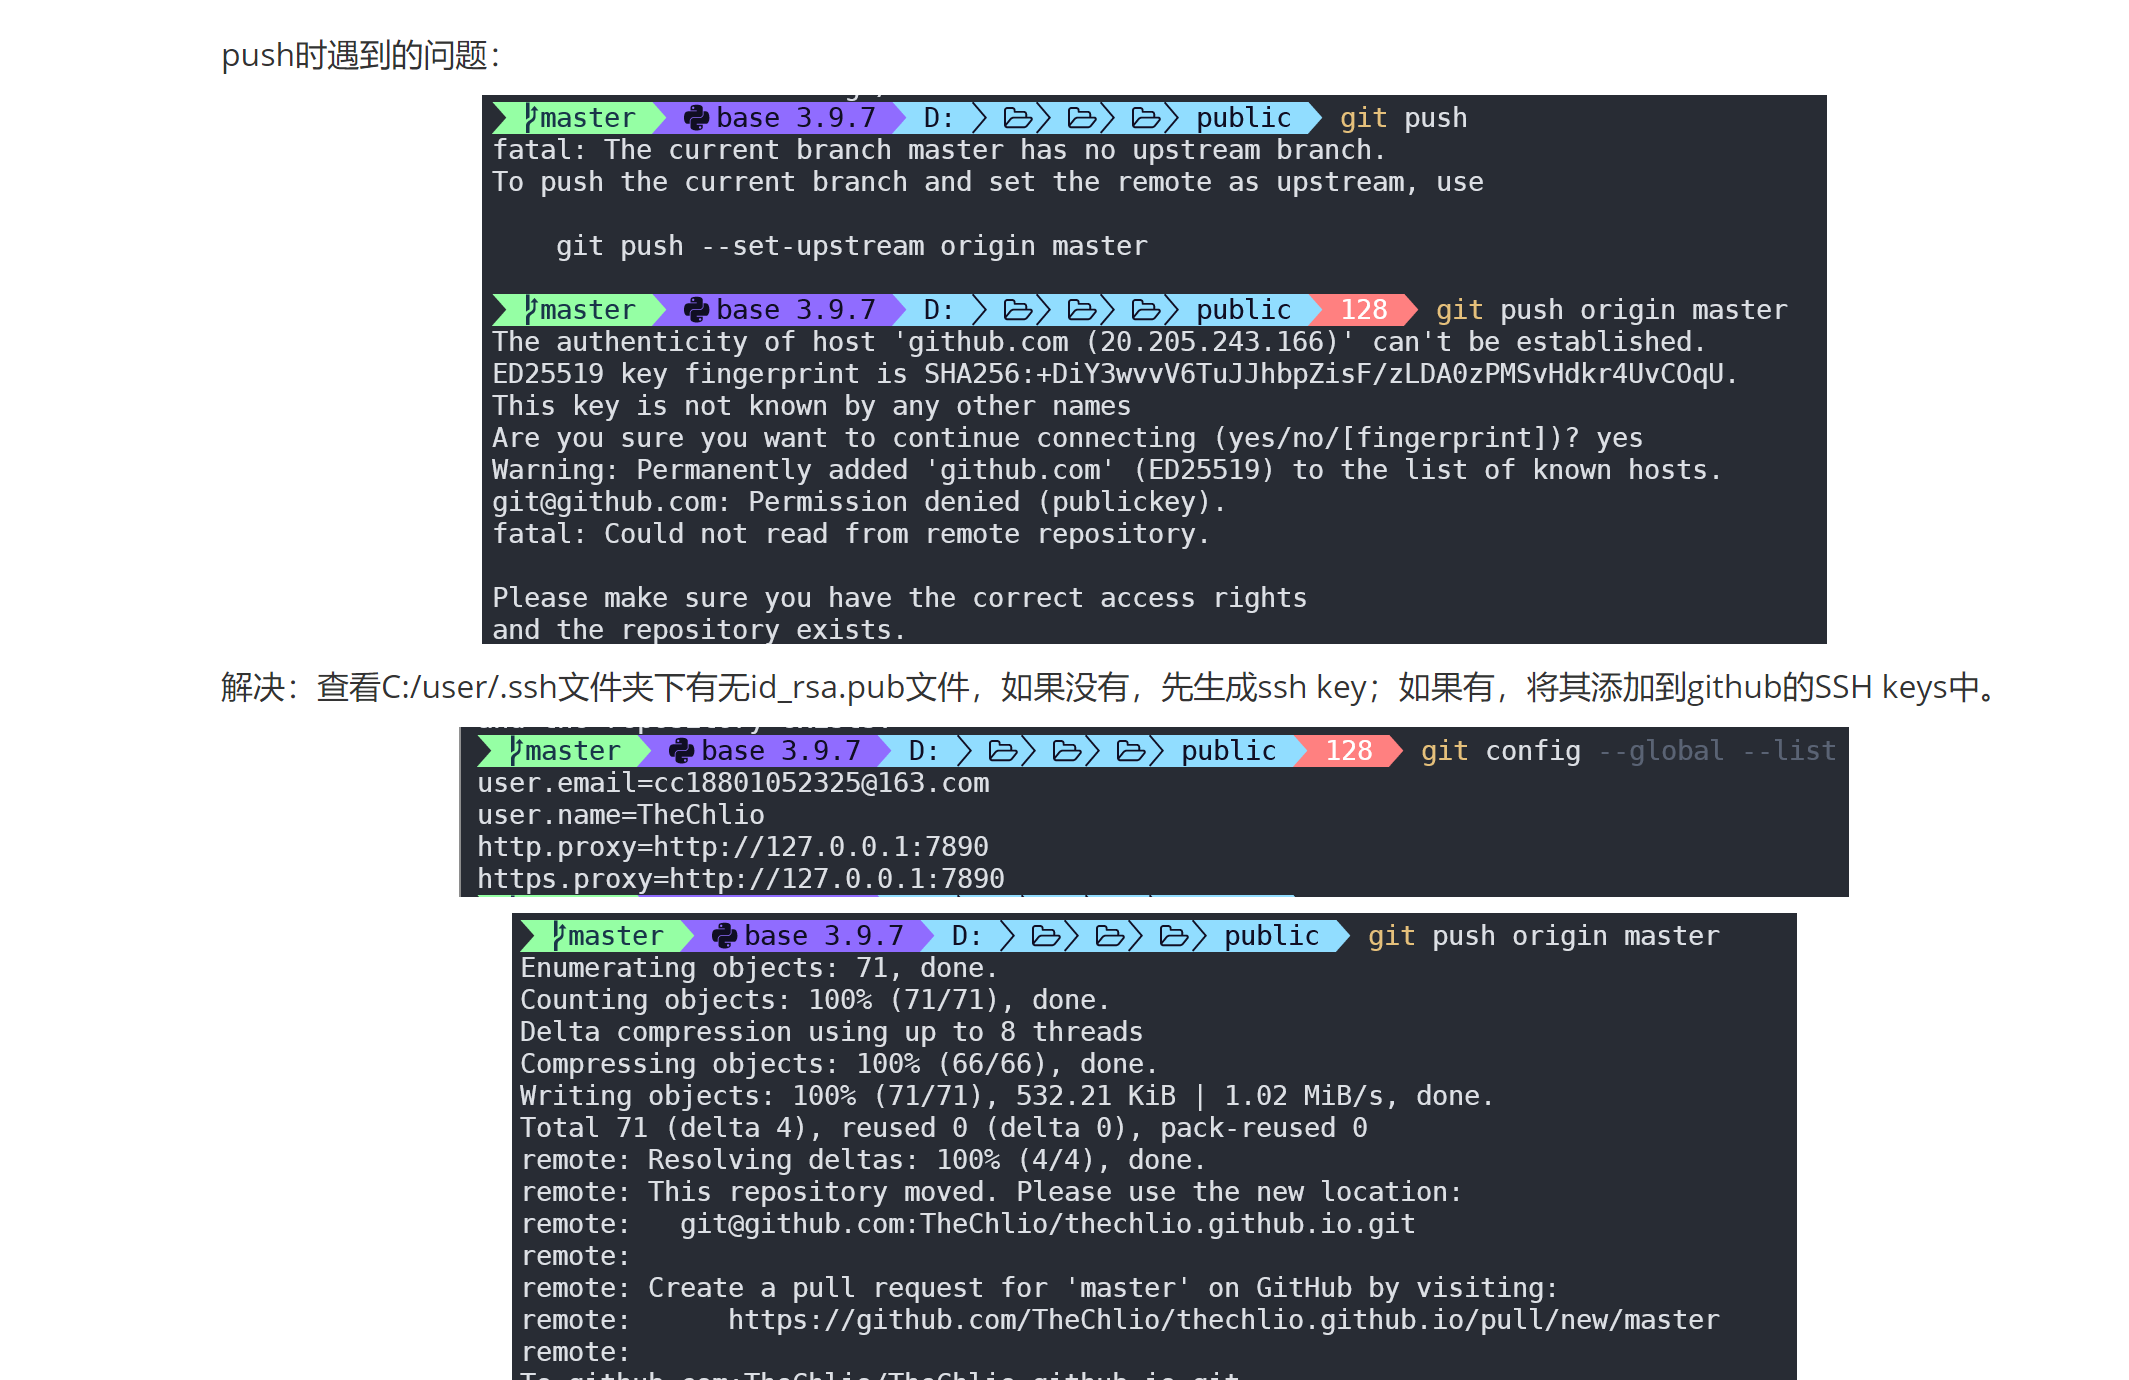 push时遇到的问题：
master base 3.9.7 D: public git push
fatal: The current branch master has no upstream branch.
To push the current branch and set the remote as upstream, use
git push --set-upstream origin master
master base 3.9.7 D: public 128 git push origin master
The authenticity of host 'github.com (20.205.243.166)' can't be established.
ED25519 key fingerprint is SHA256:+DiY3wvvV6TuJJhbpZisF/zLDA0zPMSvHdkr4UvCOqU.
This key is not known by any other names
Are you sure you want to continue connecting (yes/no/[fingerprint])? yes
Warning: Permanently added 'github.com' (ED25519) to the list of known hosts.
git@github.com: Permission denied (publickey).
fatal: Could not read from remote repository.
Please make sure you have the correct access rights
and the repository exists.
解决：查看C:/user/.ssh文件夹下有无id_rsa.pub文件，如果没有，先生成ssh key；如果有，将其添加到github的SSH keys中。
and the repository exists.
master base 3.9.7 D: public 128 git config --global --list
user.email=cc18801052325@163.com
user.name=TheChlio
http.proxy=http://127.0.0.1:7890
https.proxy=http://127.0.0.1:7890
master base 3.9.7 D: public git push origin master
Enumerating objects: 71, done.
Counting objects: 100% (71/71), done.
Delta compression using up to 8 threads
Compressing objects: 100% (66/66), done.
Writing objects: 100% (71/71), 532.21 KiB | 1.02 MiB/s, done.
Total 71 (delta 4), reused 0 (delta 0), pack-reused 0
remote: Resolving deltas: 100% (4/4), done.
remote: This repository moved. Please use the new location:
remote: git@github.com:TheChlio/thechlio.github.io.git
remote:
remote: Create a pull request for 'master' on GitHub by visiting:
remote: https://github.com/TheChlio/thechlio.github.io/pull/new/master
remote:
To github.com:TheChlio/TheChlio.github.io.git